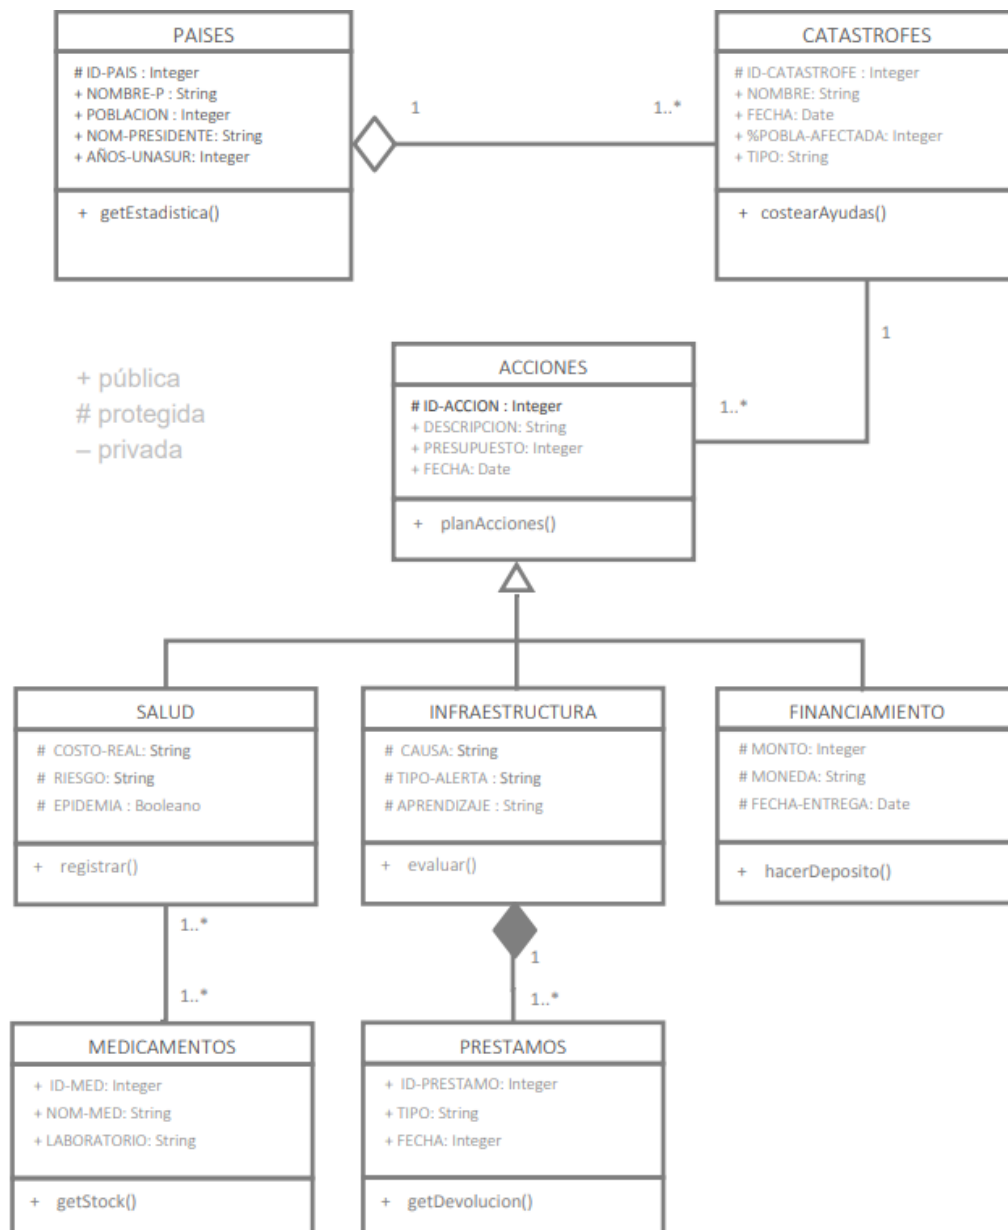 PAISES
# ID-PAIS : Integer
+ NOMBRE-P : String
+ POBLACION : Integer
+ NOM-PRESIDENTE: String
+ AÑOS-UNASUR: Integer
+ getEstadistica()
1
1..*
CATASTROFES
# ID-CATASTROFE : Integer
+ NOMBRE: String
+ FECHA: Date
+ %POBLA-AFECTADA: Integer
+ TIPO: String
+ costearAyudas()
1
1..*
+ pública
# protegida
– privada
ACCIONES
# ID-ACCION : Integer
+ DESCRIPCION: String
+ PRESUPUESTO: Integer
+ FECHA: Date
+ planAcciones()
SALUD
# COSTO-REAL: String
# RIESGO: String
# EPIDEMIA : Booleano
+ registrar()
INFRAESTRUCTURA
# CAUSA: String
# TIPO-ALERTA : String
# APRENDIZAJE : String
+ evaluar()
FINANCIAMIENTO
# MONTO: Integer
# MONEDA: String
# FECHA-ENTREGA: Date
+ hacerDeposito()
1..*
1..*
1
1..*
MEDICAMENTOS
+ ID-MED: Integer
+ NOM-MED: String
+ LABORATORIO: String
+ getStock()
PRESTAMOS
+ ID-PRESTAMO: Integer
+ TIPO: String
+ FECHA: Integer
+ getDevolucion()